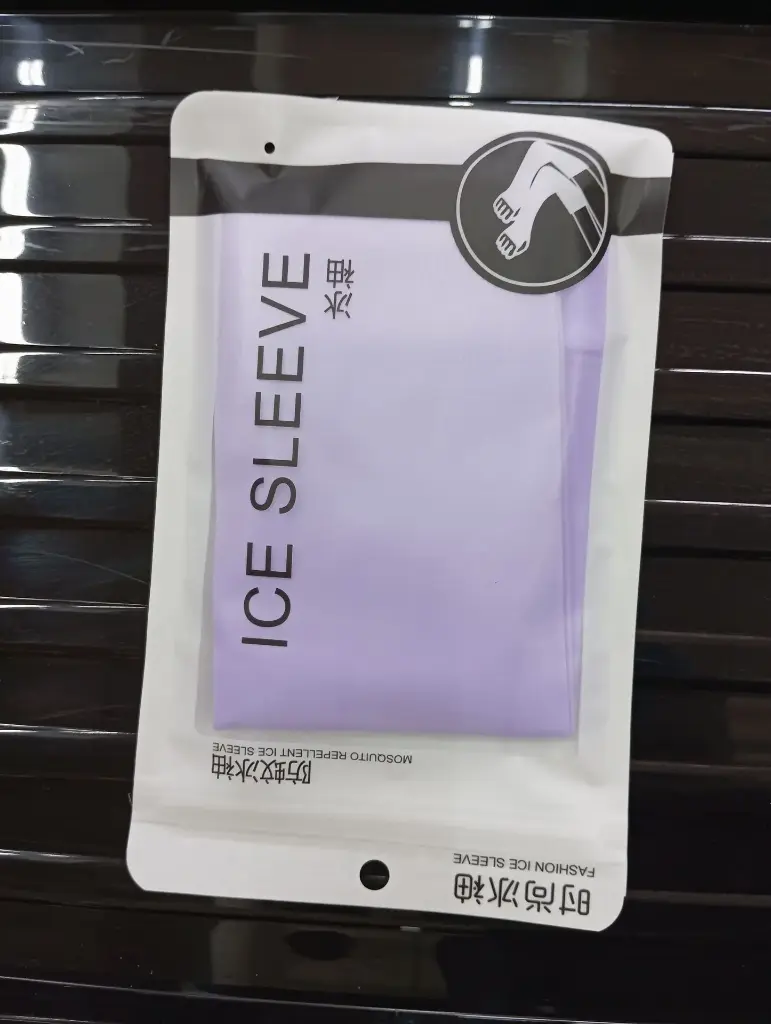 时尚冰袖
FASHION ICE SLEEVE
防蚊冰袖
MOSQUITO REPELLENT ICE SLEEVE
ICE SLEEVE
冰袖